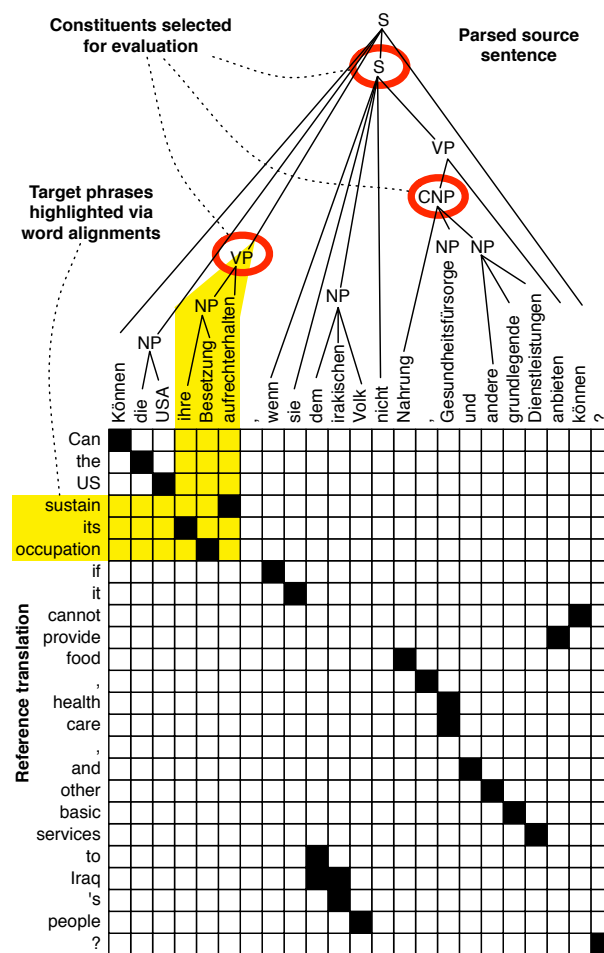 Constituents selected
for evaluation
Parsed source
sentence
S
S
VP
CNP
Target phrases
highlighted via
word alignments
VP
NP
NP
NP
NP
NP
Können
die
USA
ihre
Besetzung
aufrechterhalten
,
wenn
sie
dem
irakischen
Volk
nicht
Nahrung
,
Gesundheitsfürsorge
und
andere
grundlegende
Dienstleistungen
anbieten
können
?
Reference translation
Can
the
US
sustain
its
occupation
if
it
cannot
provide
food
,
health
care
,
and
other
basic
services
to
Iraq
's
people
?